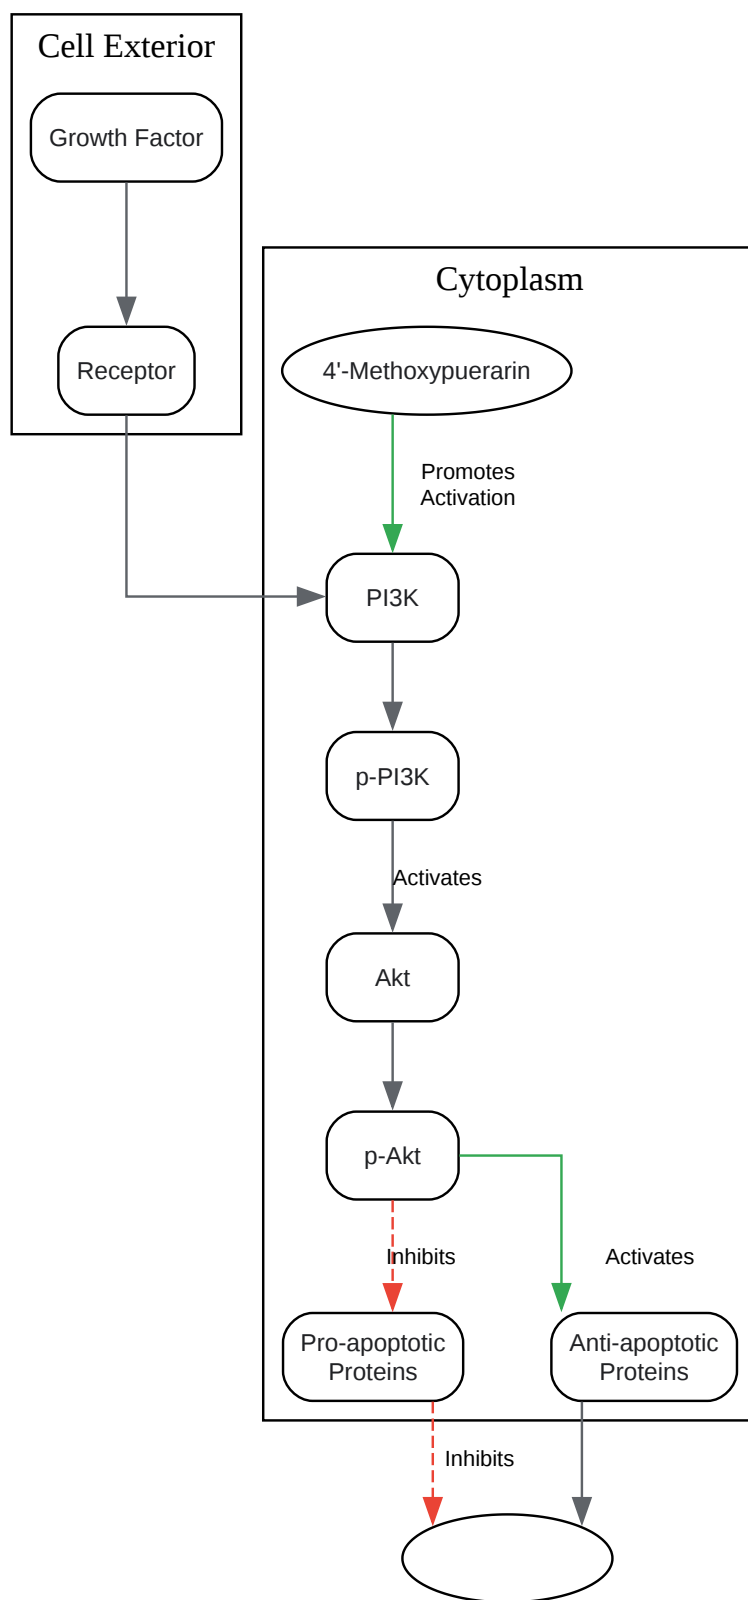 Cell Exterior
Growth Factor
Receptor
Cytoplasm
4'-Methoxypuerarin
Promotes
Activation
PI3K
p-PI3K
Activates
Akt
p-Akt
Inhibits
Activates
Pro-apoptotic
Proteins
Anti-apoptotic
Proteins
Inhibits